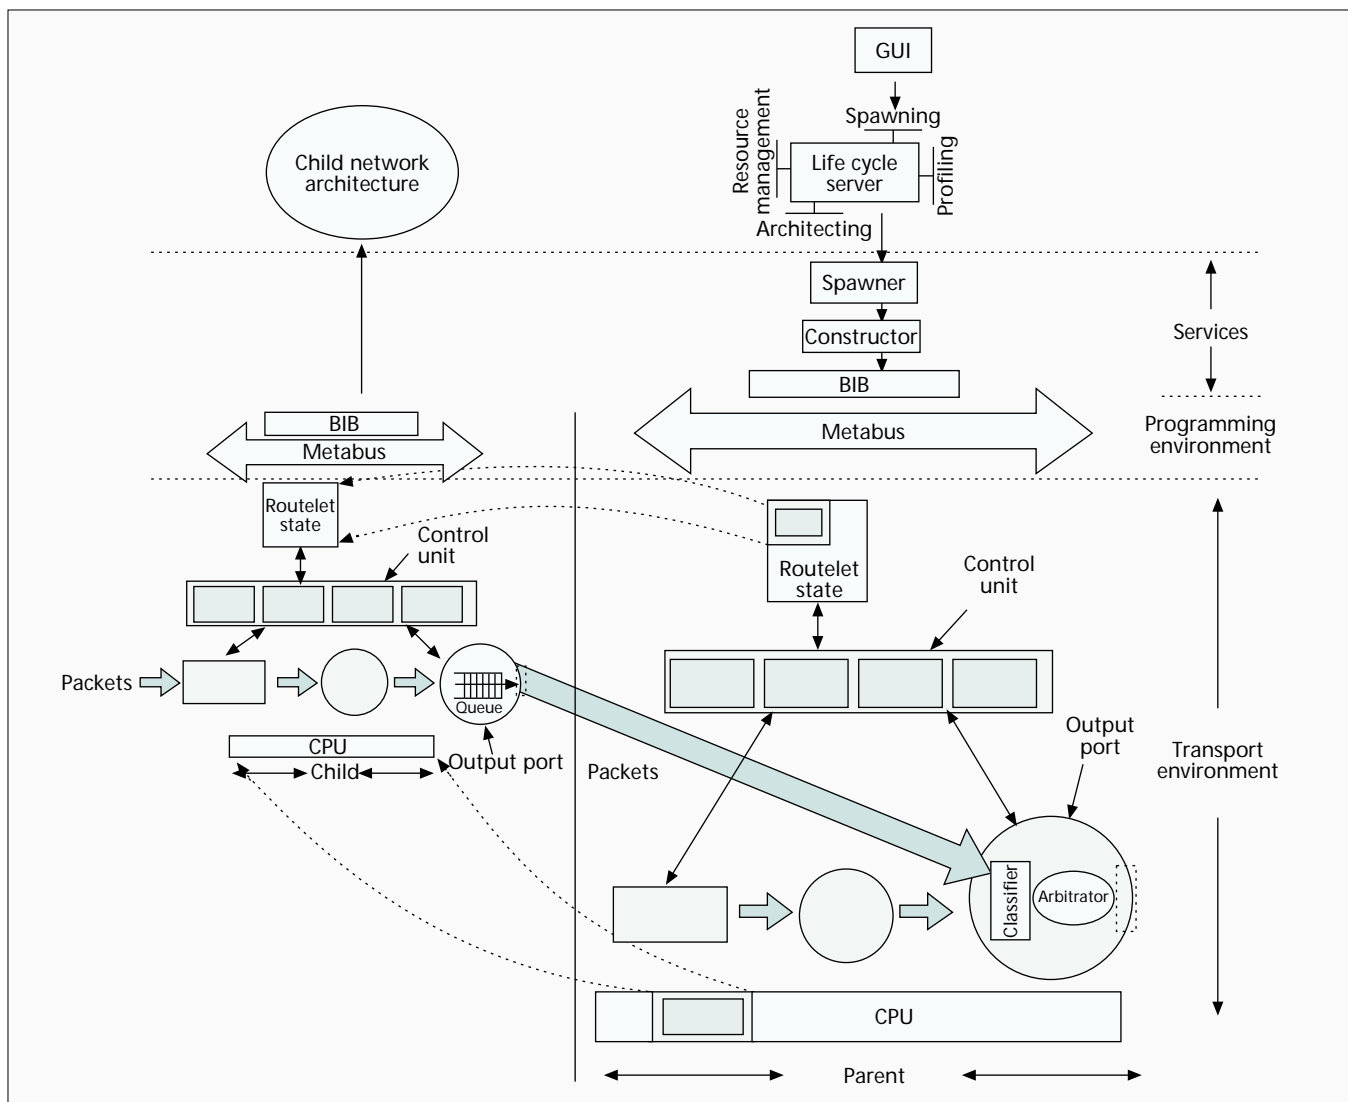 GUI
Spawning
Resource
management
Life cycle
server
Profiling
Architecting
Child network
architecture
Spawner
Constructor
BIB
Services
Metabus
Programming
environment
BIB
Metabus
Routelet
state
Control
unit
Packets
Queue
Output port
CPU
Child
Routelet
state
Control
unit
Packets
Output
port
Classifier
Arbitrator
CPU
Parent
Transport
environment